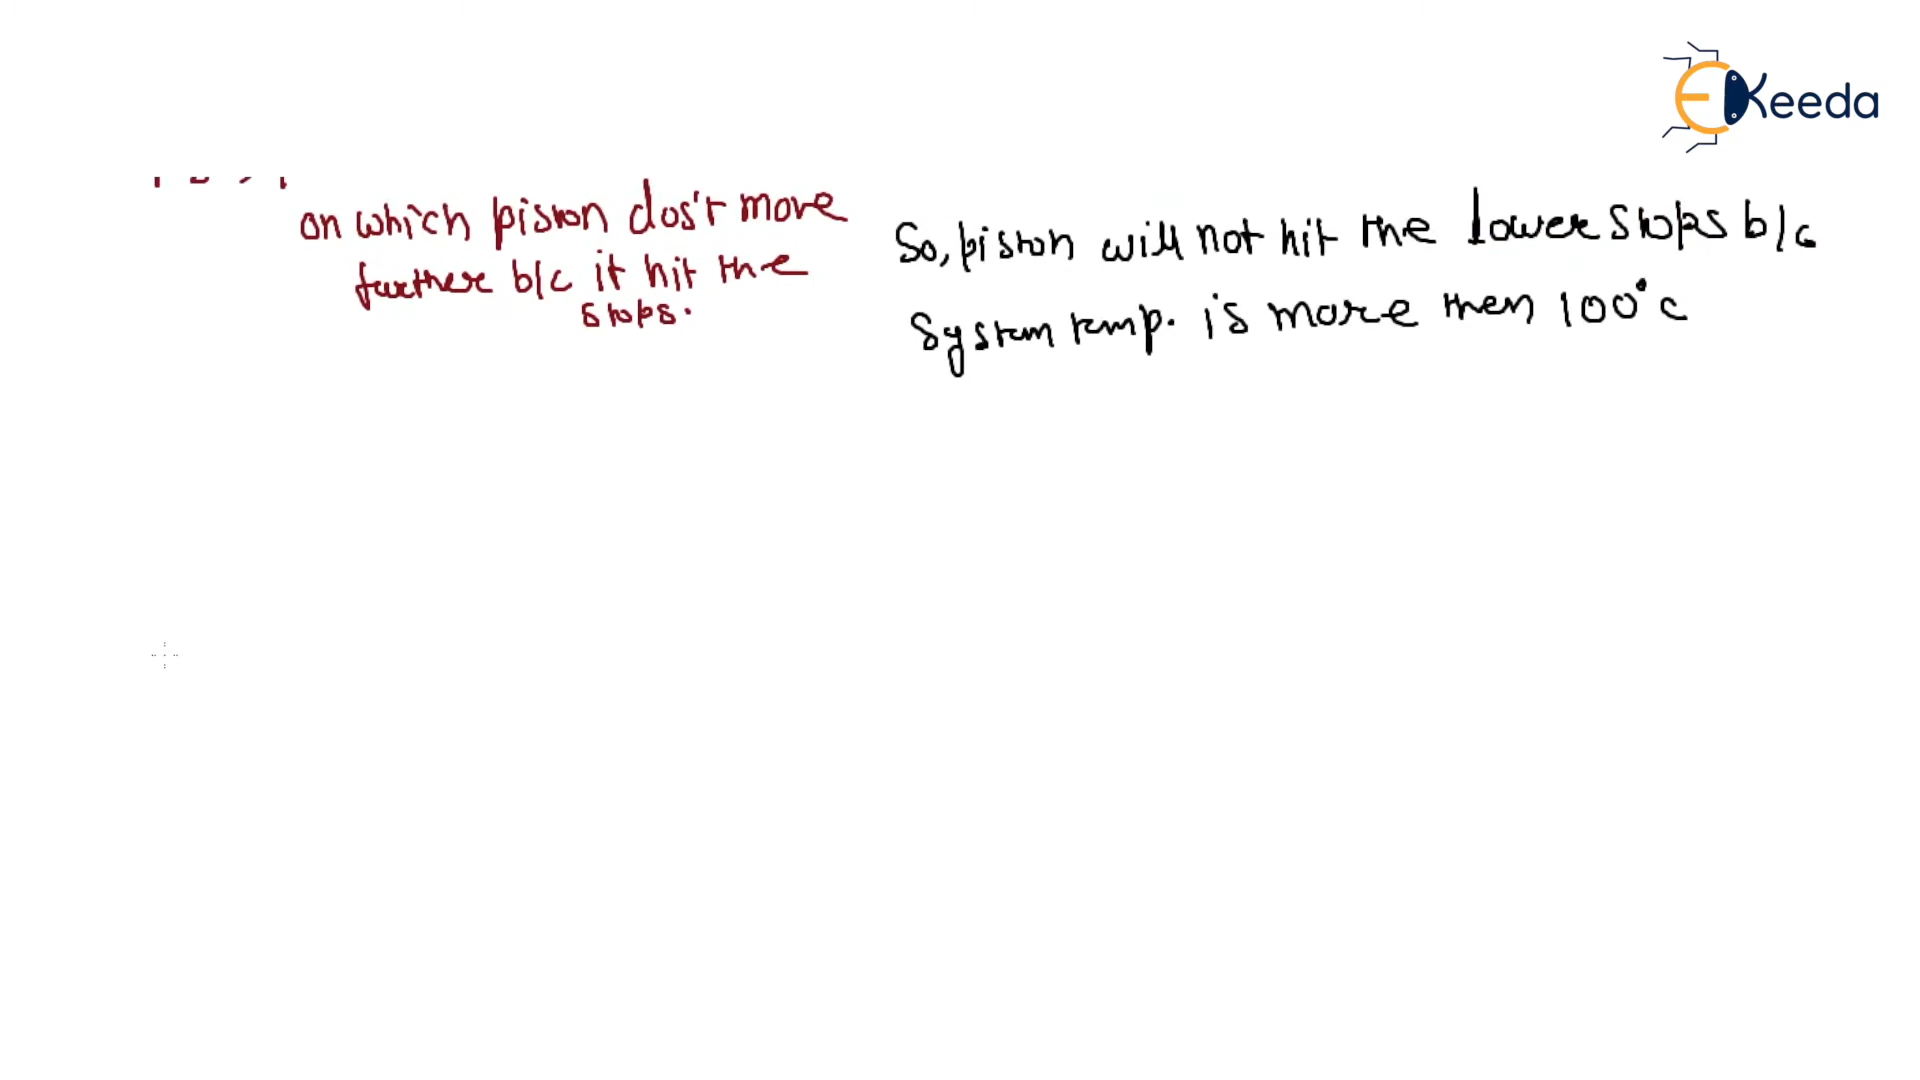 EKeeda
on which piston dos't move
further b/c it hit the
stops.
So, piston will not hit the lower stops b/c
system temp. is more then 100°c